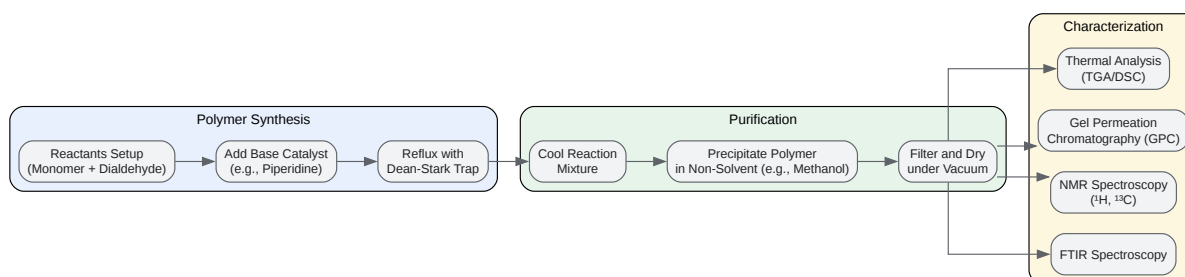 Polymer Synthesis
Reactants Setup
(Monomer + Dialdehyde)
Add Base Catalyst
(e.g., Piperidine)
Reflux with
Dean-Stark Trap
Purification
Cool Reaction
Mixture
Precipitate Polymer
in Non-Solvent (e.g., Methanol)
Filter and Dry
under Vacuum
Characterization
Thermal Analysis
(TGA/DSC)
Gel Permeation
Chromatography (GPC)
NMR Spectroscopy
(¹H, ¹³C)
FTIR Spectroscopy